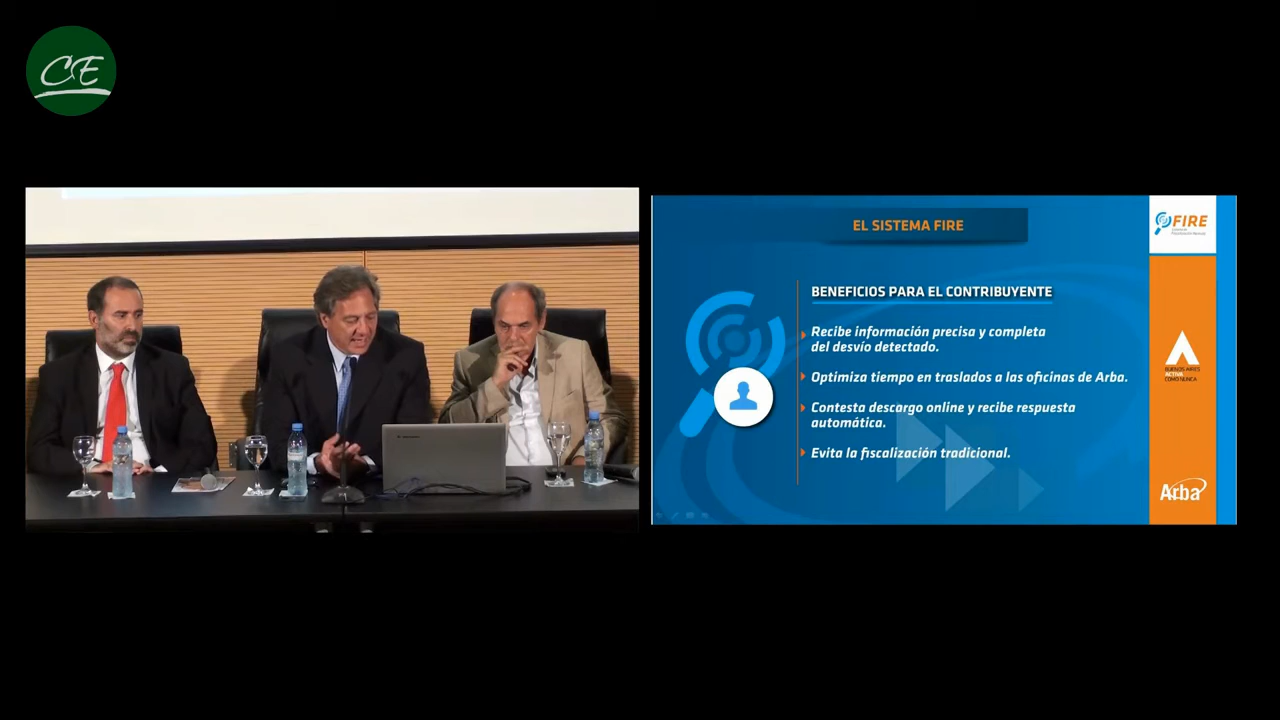 CE
EL SISTEMA FIRE
FIRE
BENEFICIOS PARA EL CONTRIBUYENTE
Recibe información precisa y completa
del desvío detectado.
Optimiza tiempo en traslados a las oficinas de Arba.
Contesta descargo online y recibe respuesta
automática.
Evita la fiscalización tradicional.
BUENOS AIRES
ACTIVA
COMO NUNCA
Arba